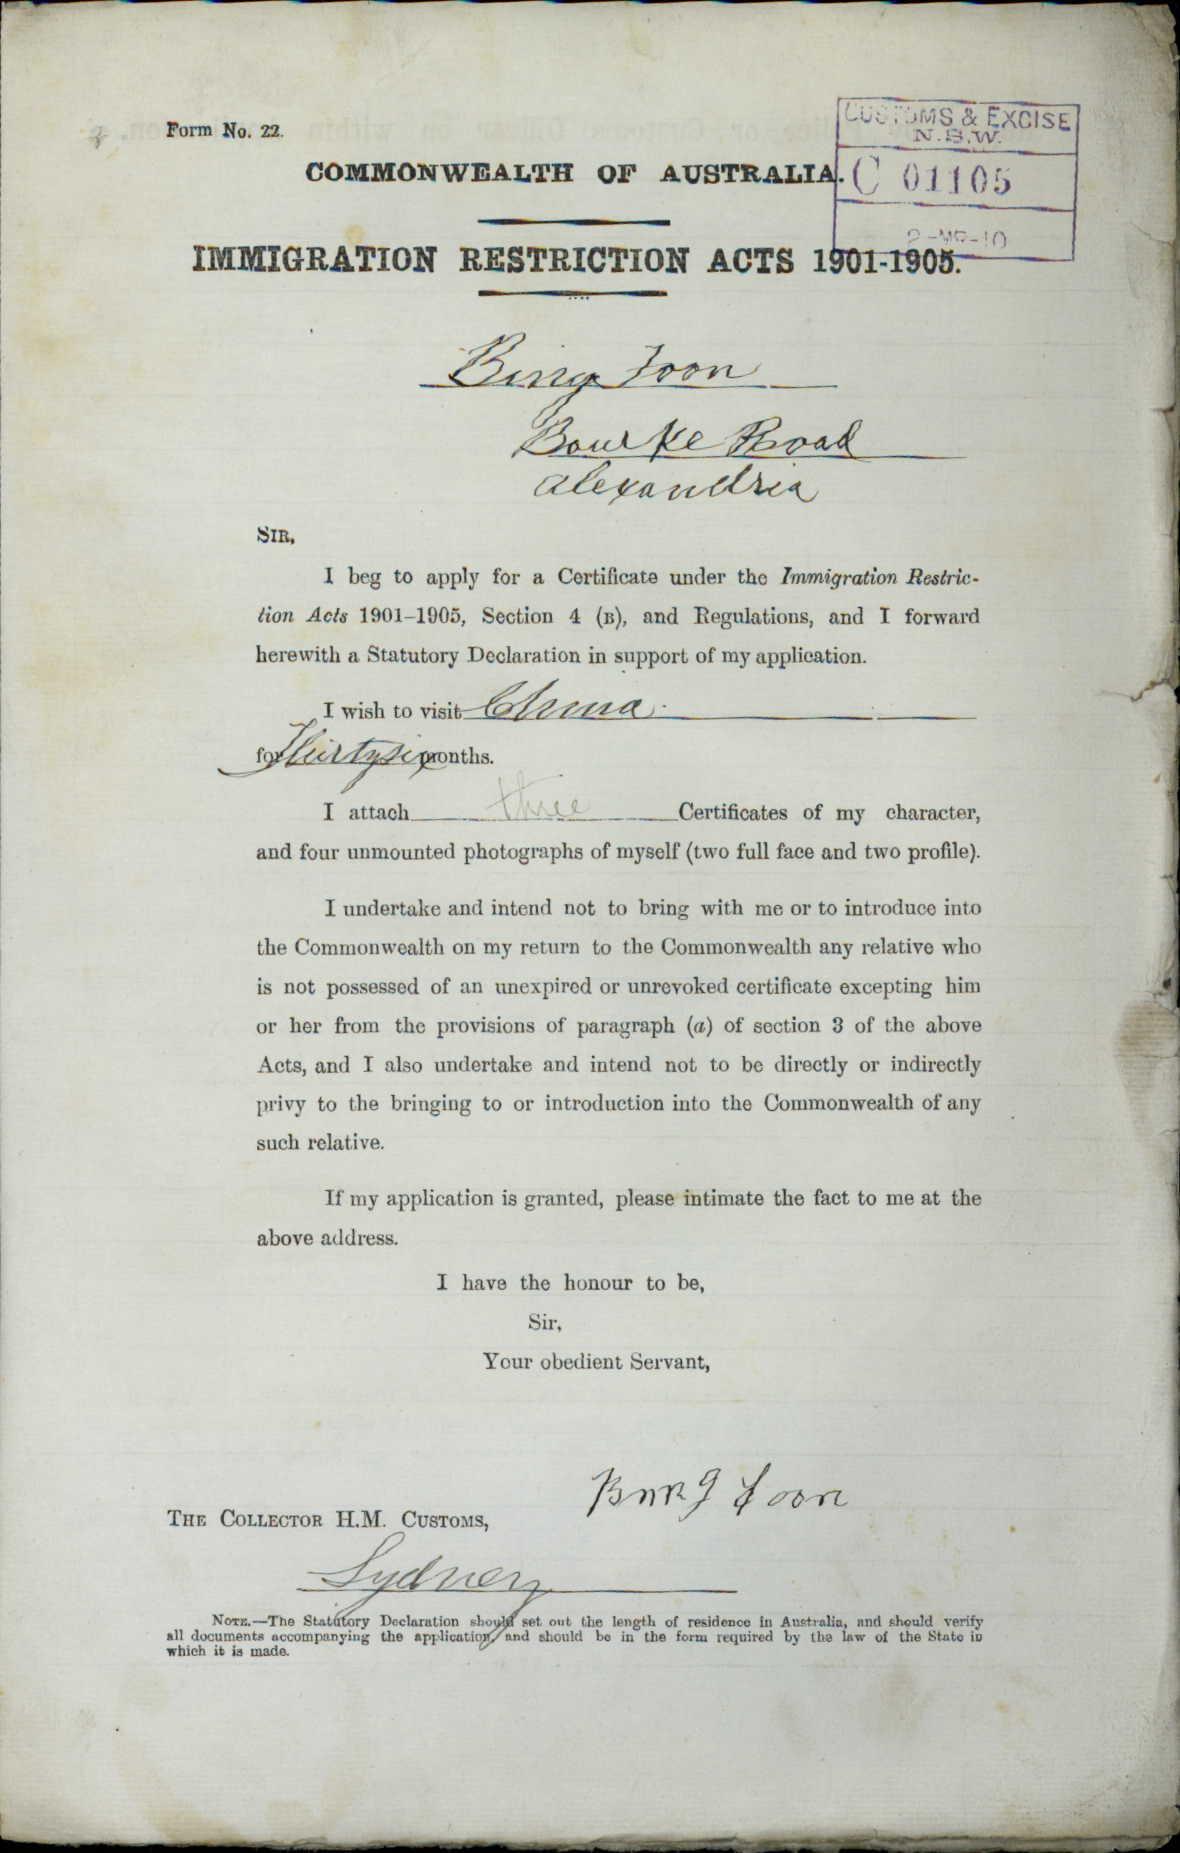 Form No. 22.
CUSTOMS & EXCISE
N.S.W.
C 01105
2-MR-10
COMMONWEALTH OF AUSTRALIA.
IMMIGRATION RESTRICTION ACTS 1901-1905.
Bing Foon
Bourke Road
Alexandria
SIR,
I beg to apply for a Certificate under the Immigration Restric-
tion Acts 1901–1905, Section 4 (B), and Regulations, and I forward
herewith a Statutory Declaration in support of my application.
I wish to visit China
for Thirtysix months.
I attach three Certificates of my character,
and four unmounted photographs of myself (two full face and two profile).
I undertake and intend not to bring with me or to introduce into
the Commonwealth on my return to the Commonwealth any relative who
is not possessed of an unexpired or unrevoked certificate excepting him
or her from the provisions of paragraph (a) of section 3 of the above
Acts, and I also undertake and intend not to be directly or indirectly
privy to the bringing to or introduction into the Commonwealth of any
such relative.
If my application is granted, please intimate the fact to me at the
above address.
I have the honour to be,
Sir,
Your obedient Servant,
Bing Foon
THE COLLECTOR H.M. CUSTOMS,
Sydney
NOTE.—The Statutory Declaration should set out the length of residence in Australia, and should verify
all documents accompanying the application, and should be in the form required by the law of the State in
which it is made.